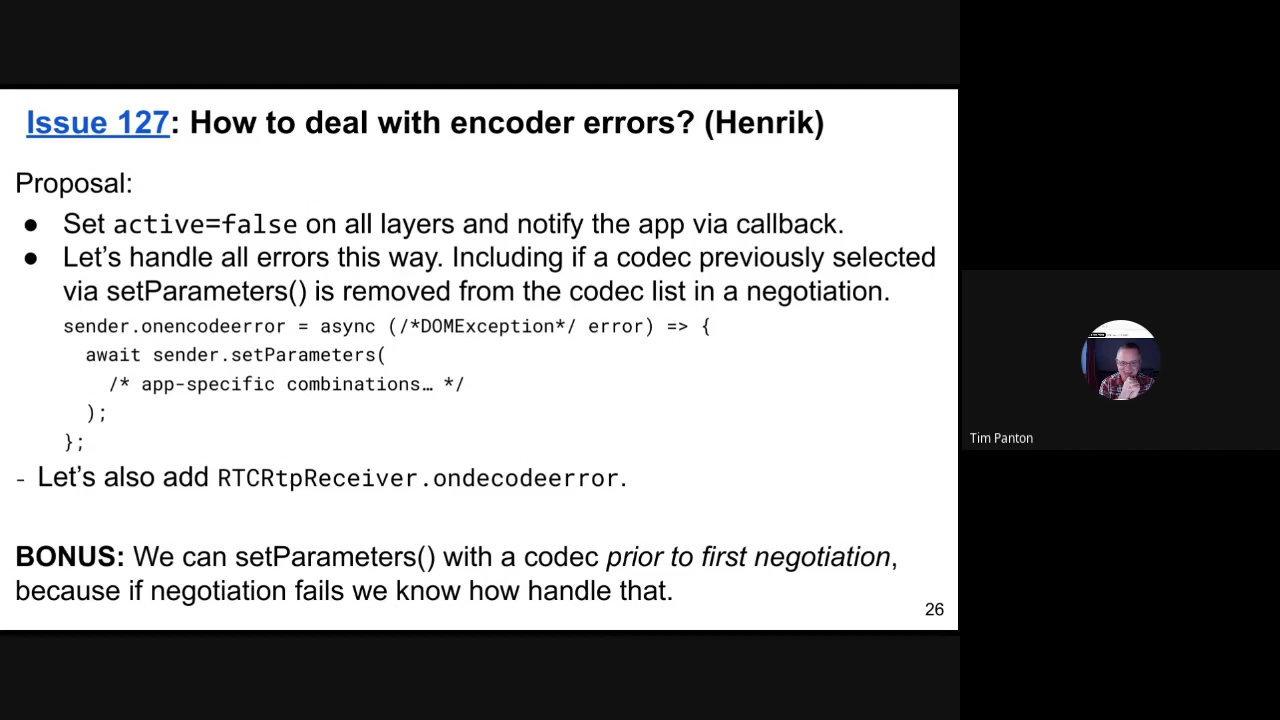 Issue 127: How to deal with encoder errors? (Henrik)
Proposal:
● Set active=false on all layers and notify the app via callback.
● Let's handle all errors this way. Including if a codec previously selected
via setParameters() is removed from the codec list in a negotiation.
sender.onencodeerror = async (/*DOMException*/ error) => {
await sender.setParameters(
/* app-specific combinations… */
);
};
- Let's also add RTCRtpReceiver.ondecodeerror.
BONUS: We can setParameters() with a codec prior to first negotiation,
because if negotiation fails we know how handle that.
26
Tim Panton